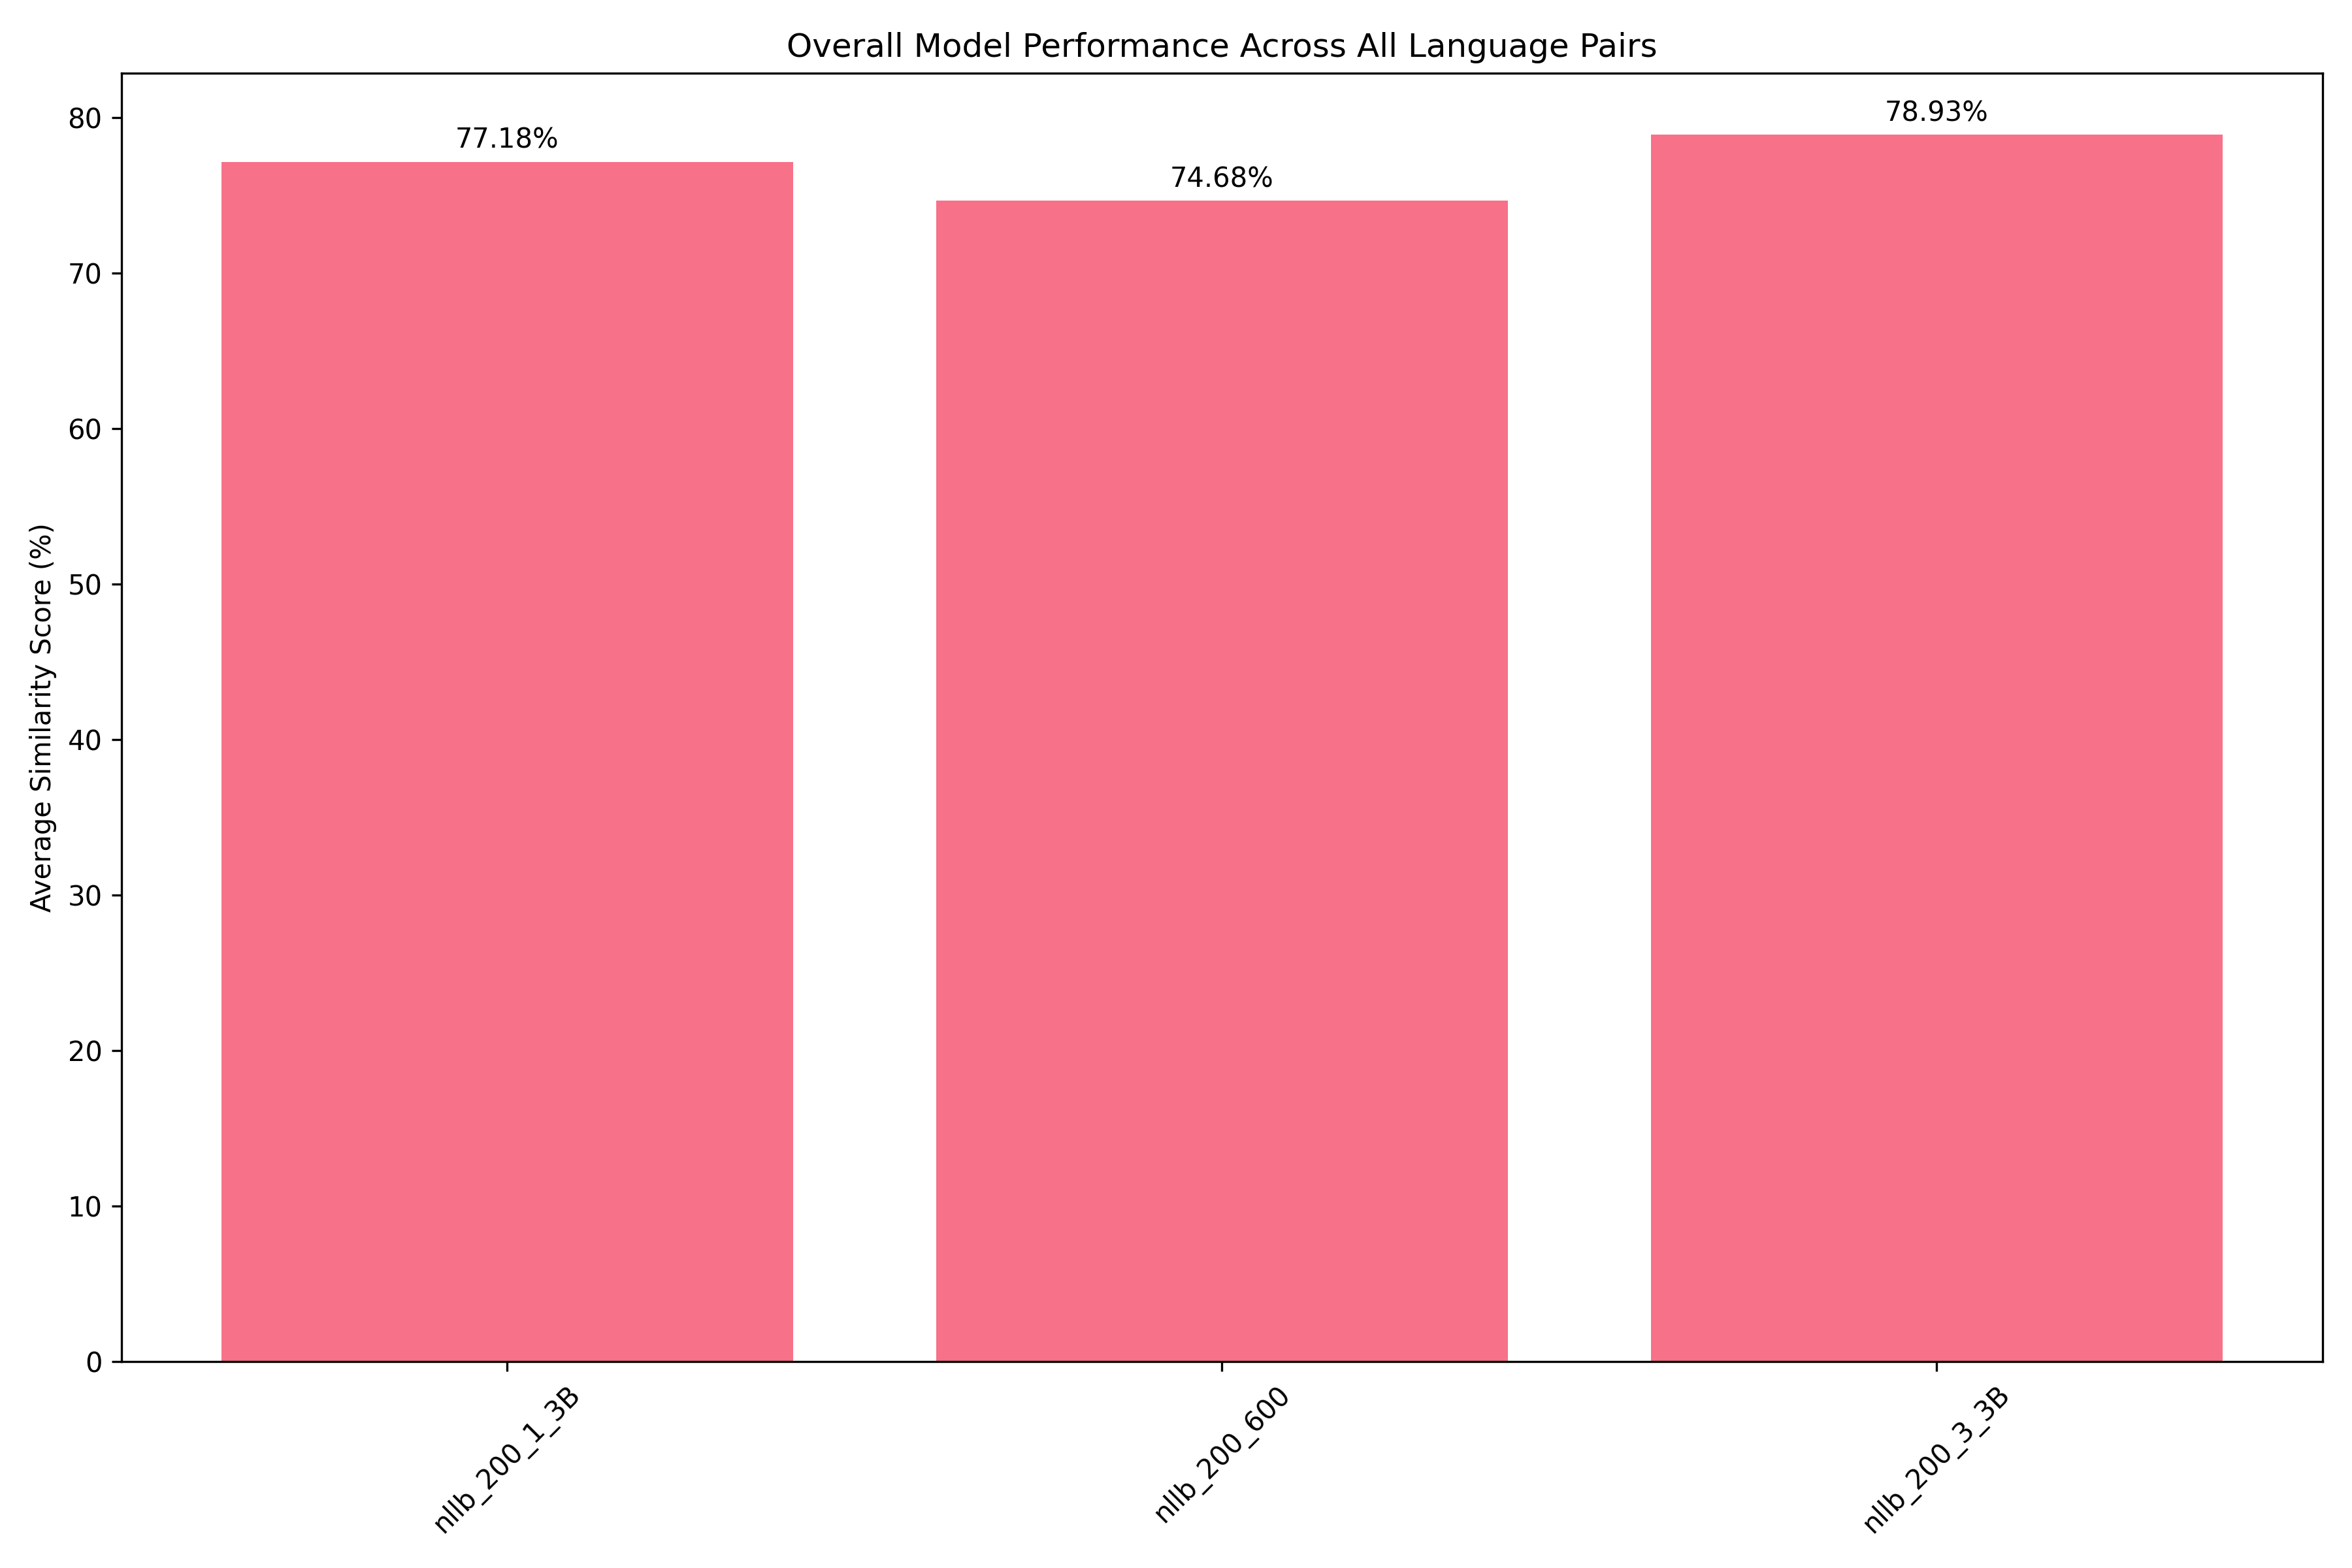 Overall Model Performance Across All Language Pairs
Average Similarity Score (%)
80
70
60
50
40
30
20
10
0
77.18%
74.68%
78.93%
nllb_200_1_3B
nllb_200_600
nllb_200_3_3B